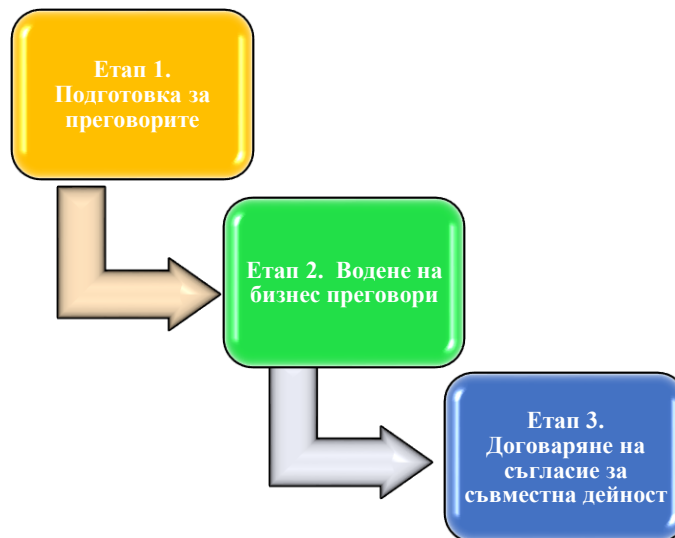 Етап 1.
Подготовка за
преговорите
Етап 2. Водене на
бизнес преговори
Етап 3.
Договаряне на
съгласие за
съвместна дейност